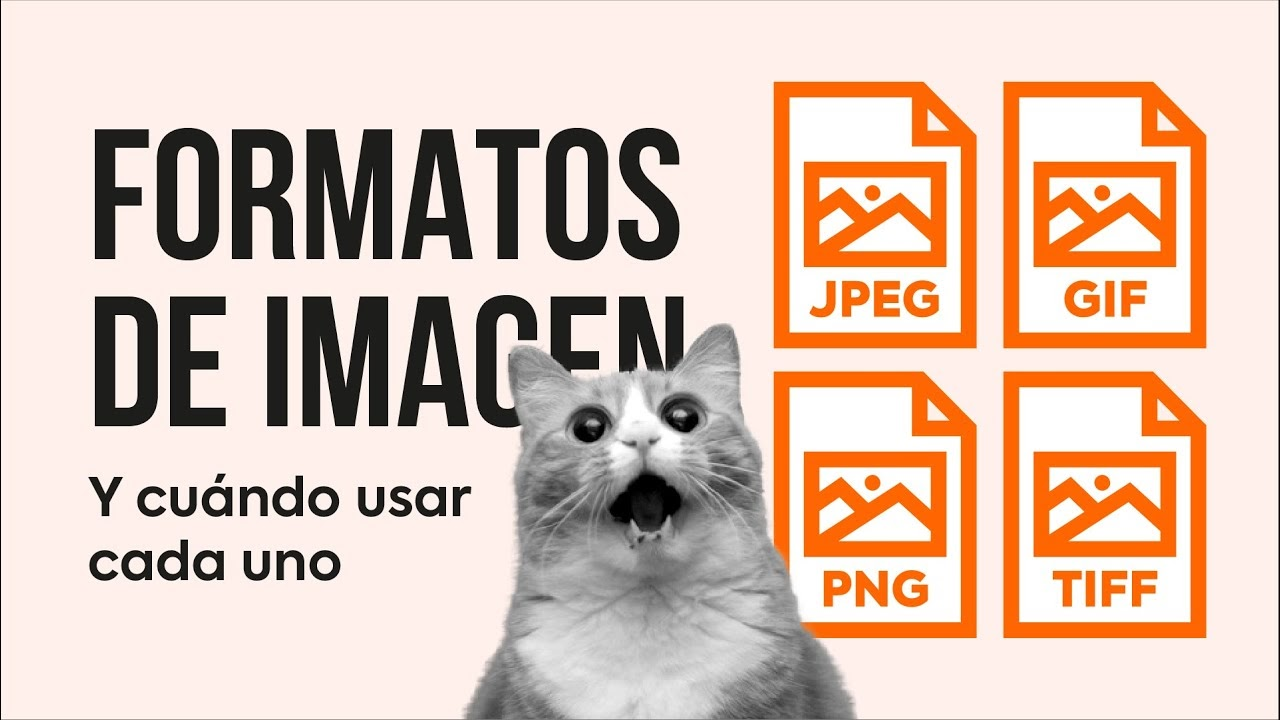 FORMATOS
DE IMAGEN
Y cuándo usar
cada uno
JPEG
GIF
PNG
TIFF